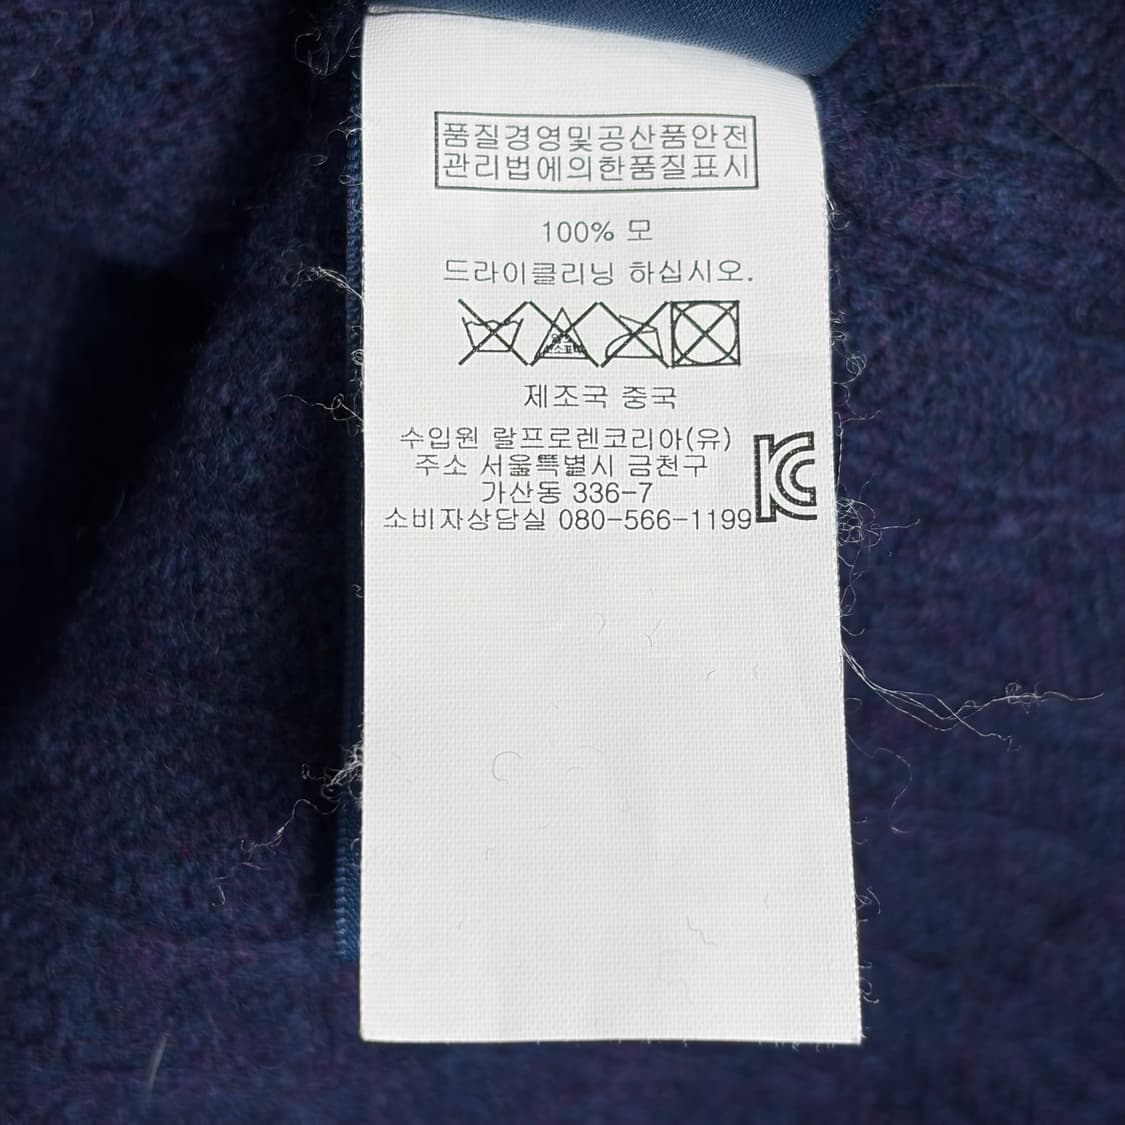 품질경영및공산품안전
관리법에의한품질표시
100% 모
드라이클리닝 하십시오.
제조국 중국
수입원 랄프로렌코리아(유)
주소 서울특별시 금천구
가산동 336-7
소비자상담실 080-566-1199